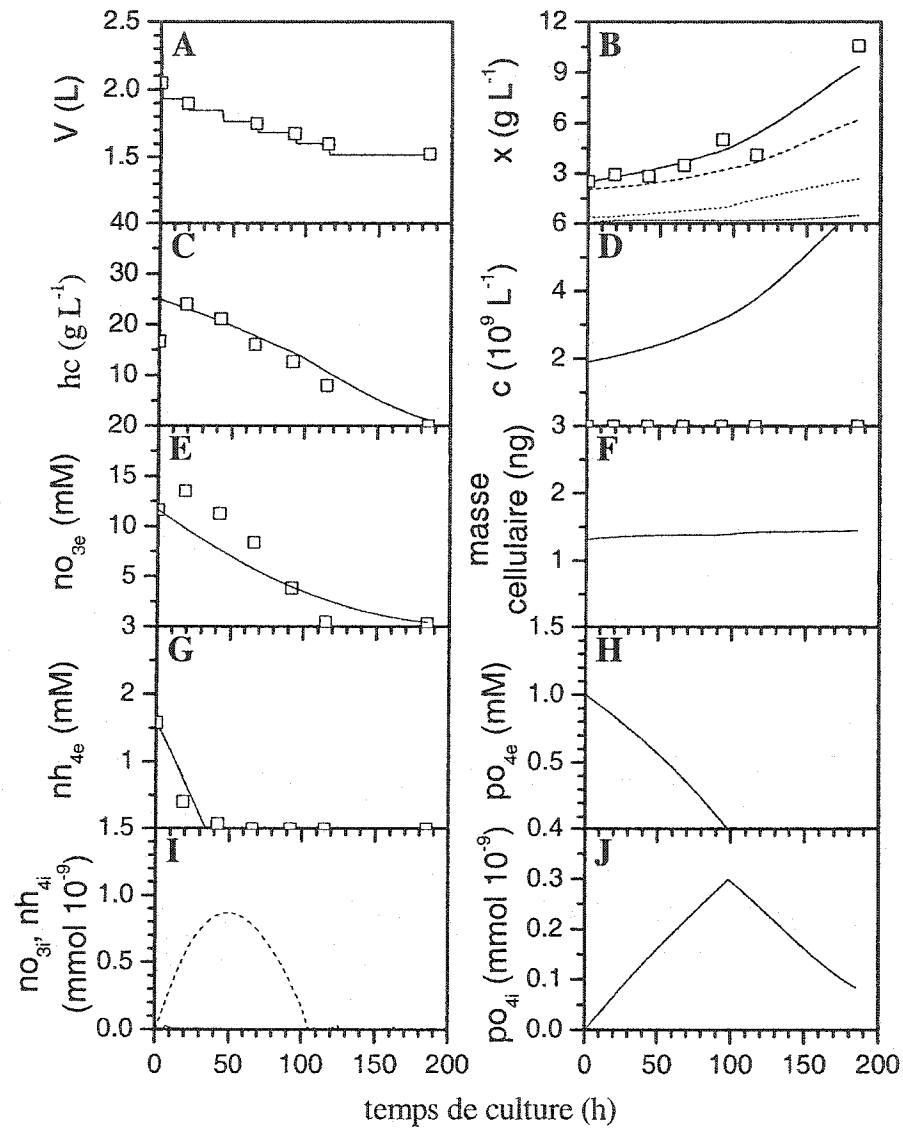 2.5
A
2.0
1.5
40
V (L)
12
B
9
6
3
6
x (g L⁻¹)
C
30
20
10
20
hc (g L⁻¹)
D
4
2
3
c (10⁹ L⁻¹)
E
15
10
5
3
no₃ₑ (mM)
F
2
1
1.5
masse
cellulaire (ng)
G
2
1
1.5
nh₄ₑ (mM)
H
1.0
0.5
0.4
po₄ₑ (mM)
I
1.0
0.5
0.0
no₃ᵢ, nh₄ᵢ
(mmol 10⁻⁹)
J
0.3
0.2
0.1
0.0
po₄ᵢ (mmol 10⁻⁹)
0 50 100 150 200
0 50 100 150 200
temps de culture (h)